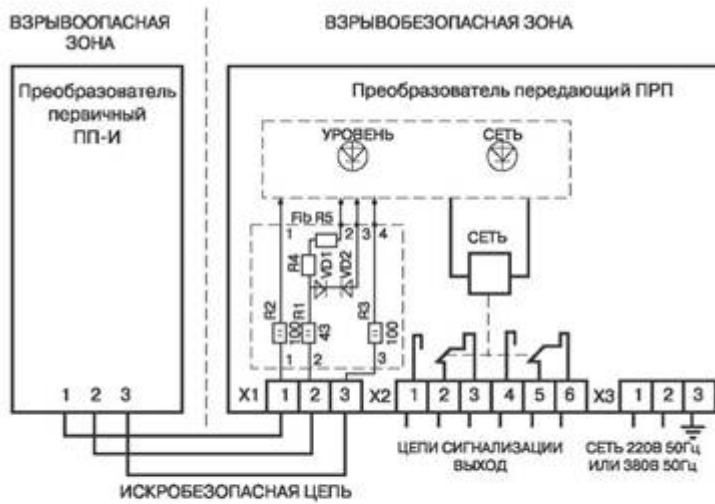 ВЗРЫВООПАСНАЯ
ЗОНА
ВЗРЫВОБЕЗОПАСНАЯ ЗОНА
Преобразователь
первичный
ПП-И
Преобразователь передающий ПРП
УРОВЕНЬ
СЕТЬ
Fib R5
1
2
3
4
R4
VD1
VD2
СЕТЬ
R2
100
R1
43
R3
100
1
2
3
1 2 3
X1 1 2 3
X2 1 2 3 4 5 6
X3 1 2 3
ЦЕПИ СИГНАЛИЗАЦИИ
ВЫХОД
СЕТЬ 220В 50Гц
ИЛИ 380В 50Гц
ИСКРОБЕЗОПАСНАЯ ЦЕПЬ